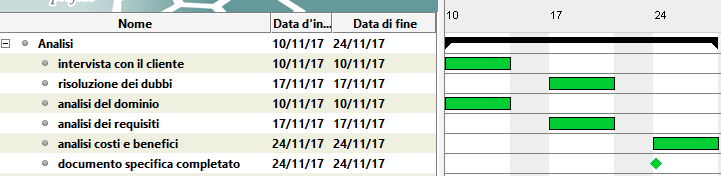 Nome Data d'in... Data di fine 10 17 24
Analisi 10/11/17 24/11/17
intervista con il cliente 10/11/17 10/11/17
risoluzione dei dubbi 17/11/17 17/11/17
analisi del dominio 10/11/17 10/11/17
analisi dei requisiti 17/11/17 17/11/17
analisi costi e benefici 24/11/17 24/11/17
documento specifica completato 24/11/17 24/11/17